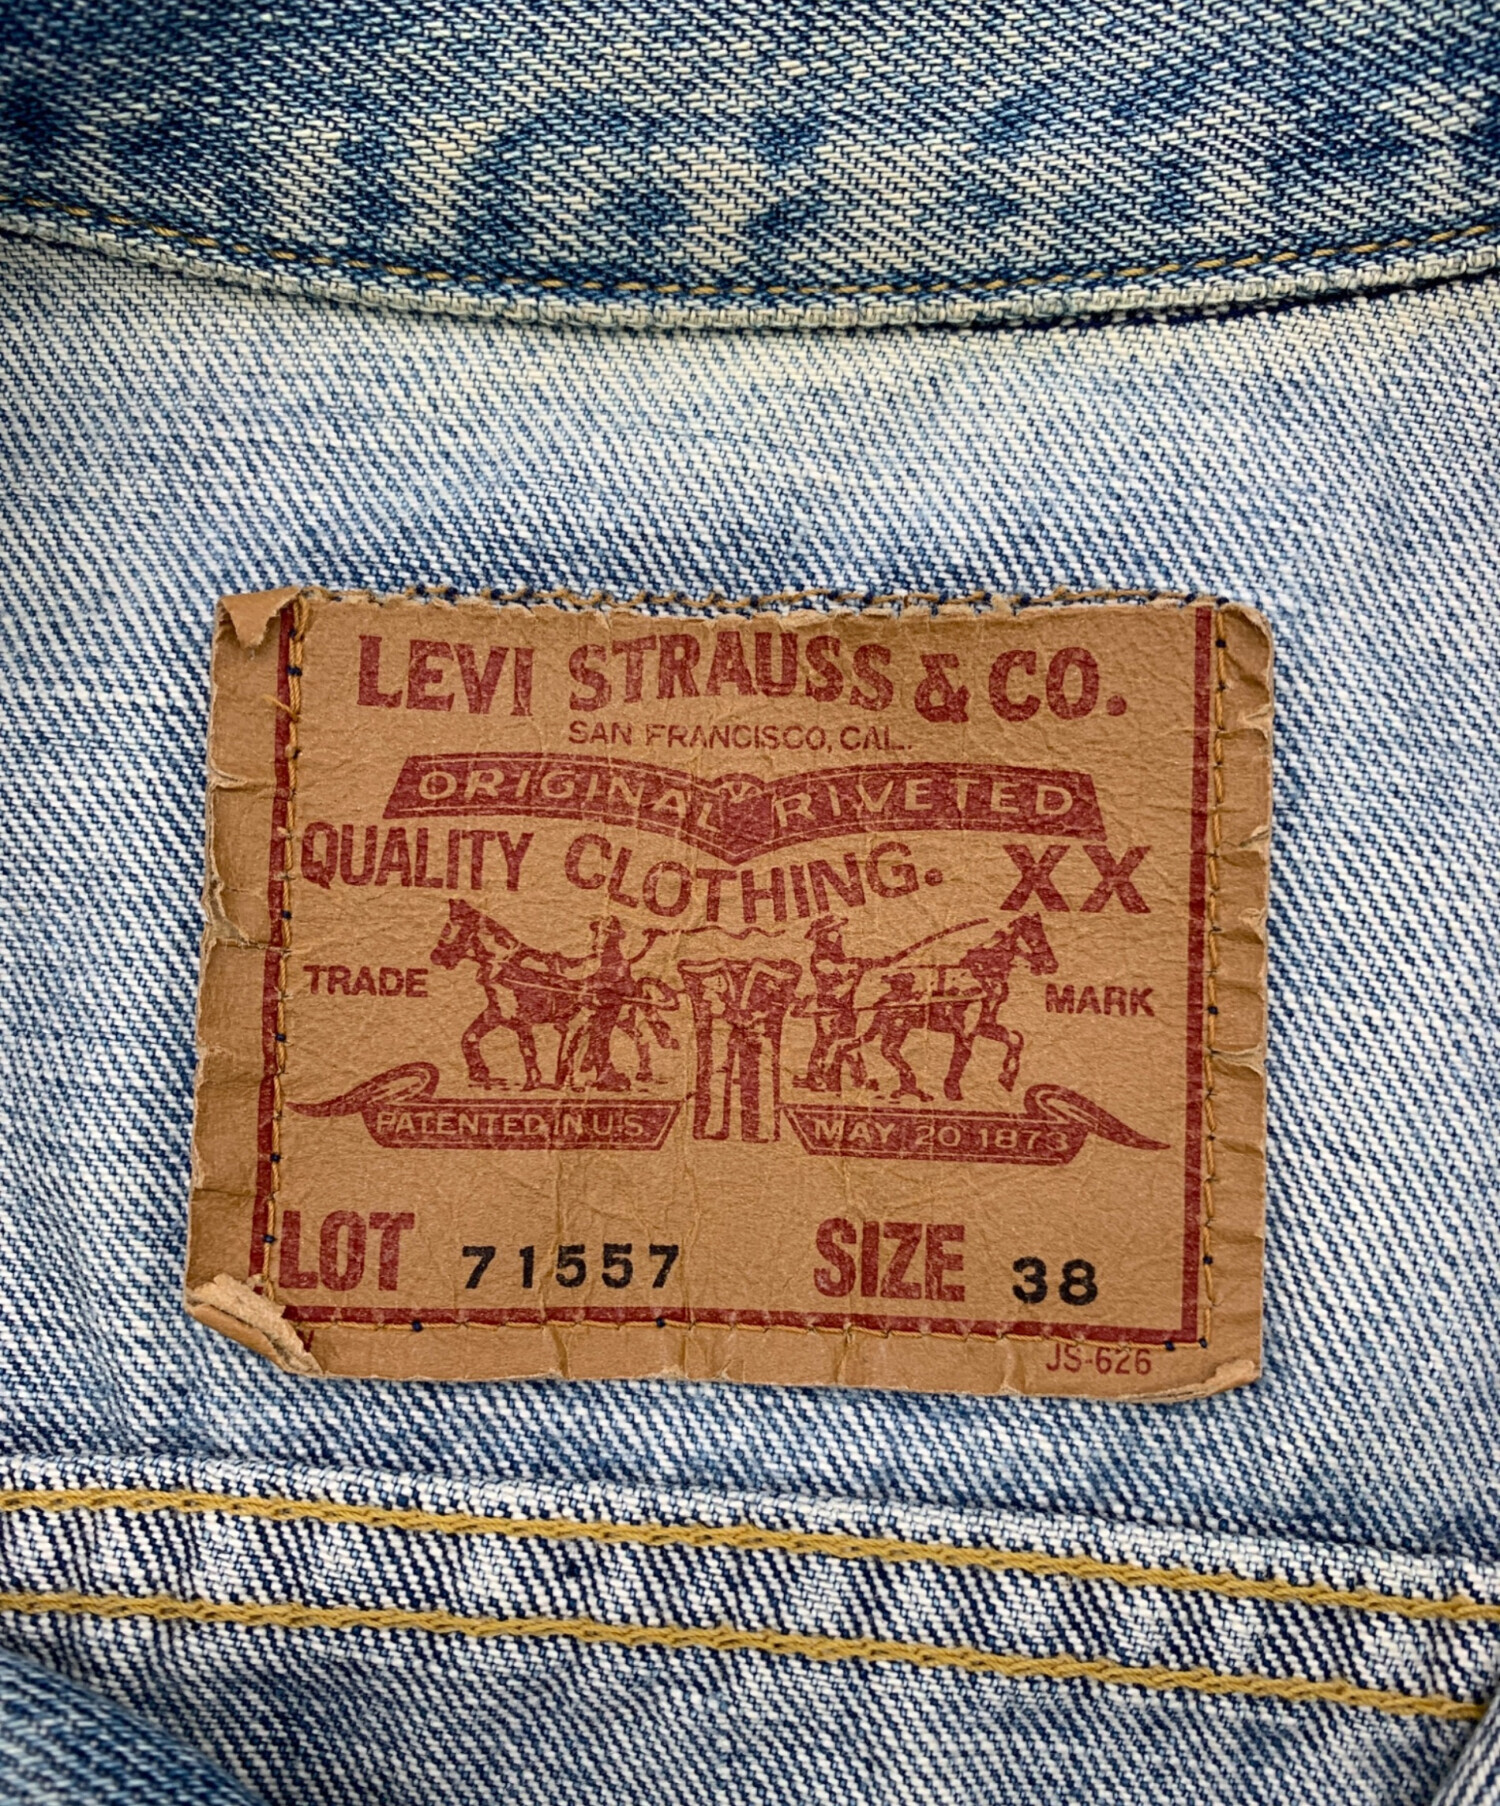 LEVI STRAUSS & CO.
SAN FRANCISCO, CAL.
ORIGINAL RIVETED
QUALITY CLOTHING. XX
TRADE MARK
PATENTED IN U.S. MAY 20 1873
LOT 71557 SIZE 38
JS-626